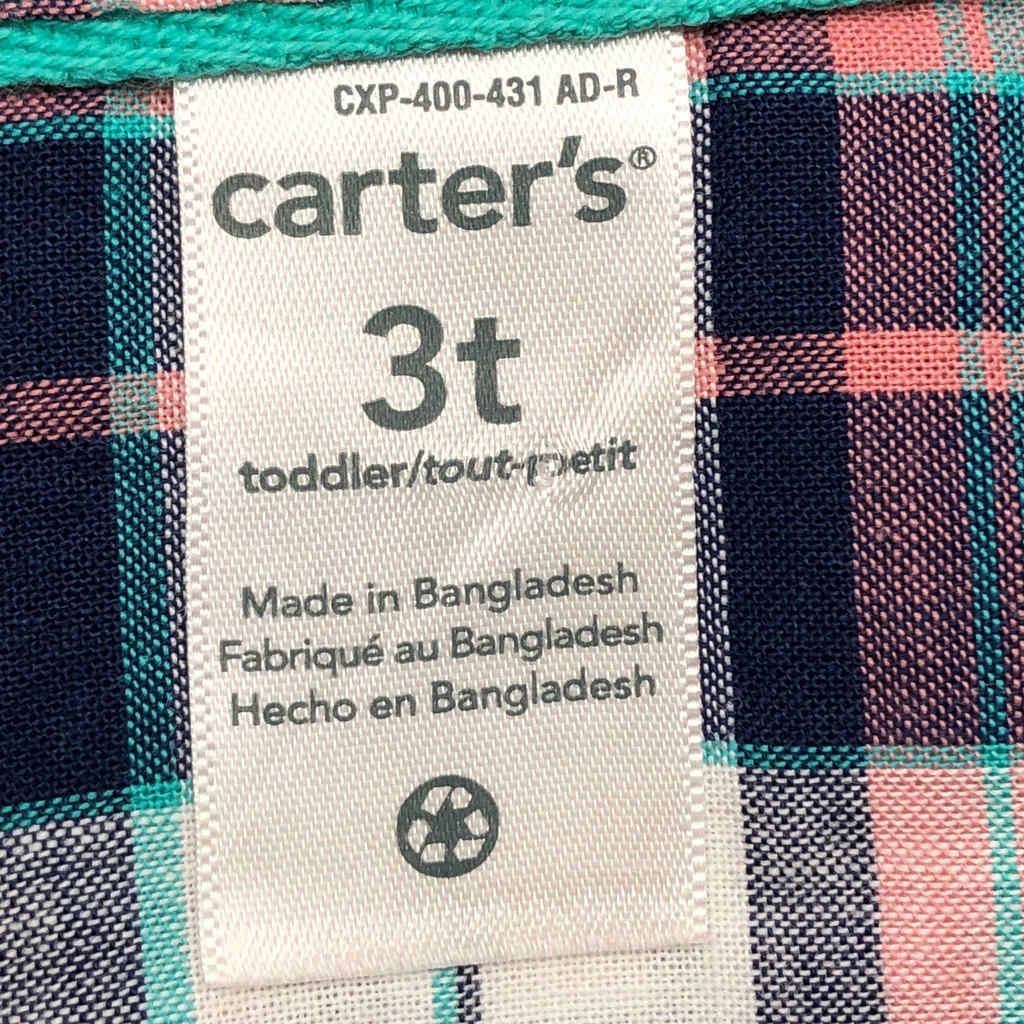 CXP-400-431 AD-R
carter's®
3t
toddler/tout-petit
Made in Bangladesh
Fabriqué au Bangladesh
Hecho en Bangladesh